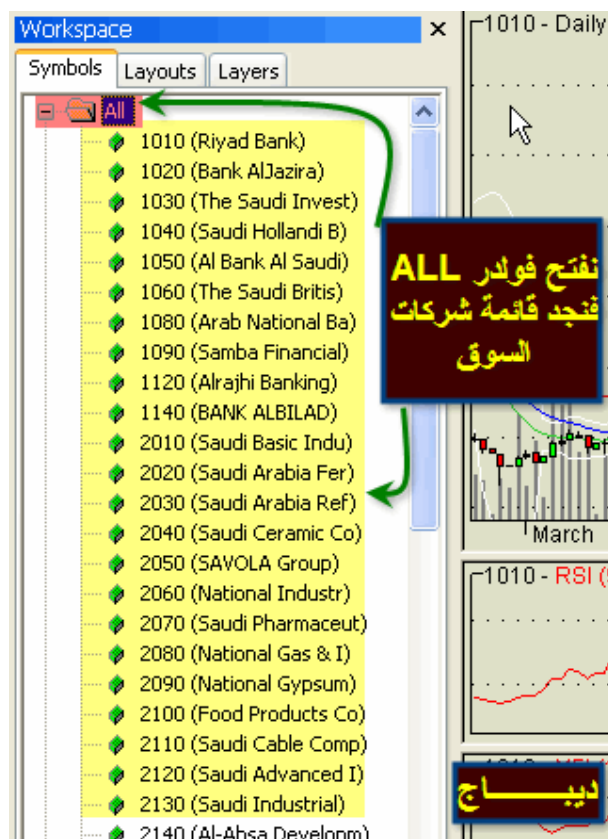 Workspace
Symbols Layouts Layers
All
1010 (Riyad Bank)
1020 (Bank AlJazira)
1030 (The Saudi Invest)
1040 (Saudi Hollandi B)
1050 (Al Bank Al Saudi)
1060 (The Saudi Britis)
1080 (Arab National Ba)
1090 (Samba Financial)
1120 (Alrajhi Banking)
1140 (BANK ALBILAD)
2010 (Saudi Basic Indu)
2020 (Saudi Arabia Fer)
2030 (Saudi Arabia Ref)
2040 (Saudi Ceramic Co)
2050 (SAVOLA Group)
2060 (National Industr)
2070 (Saudi Pharmaceut)
2080 (National Gas & I)
2090 (National Gypsum)
2100 (Food Products Co)
2110 (Saudi Cable Comp)
2120 (Saudi Advanced I)
2130 (Saudi Industrial)
2140 (Al-Ahsa Developm)
1010 - Daily
نفتح فولدر ALL
فنجد قائمة شركات
السوق
March
1010 - RSI (
ديبـــــاج